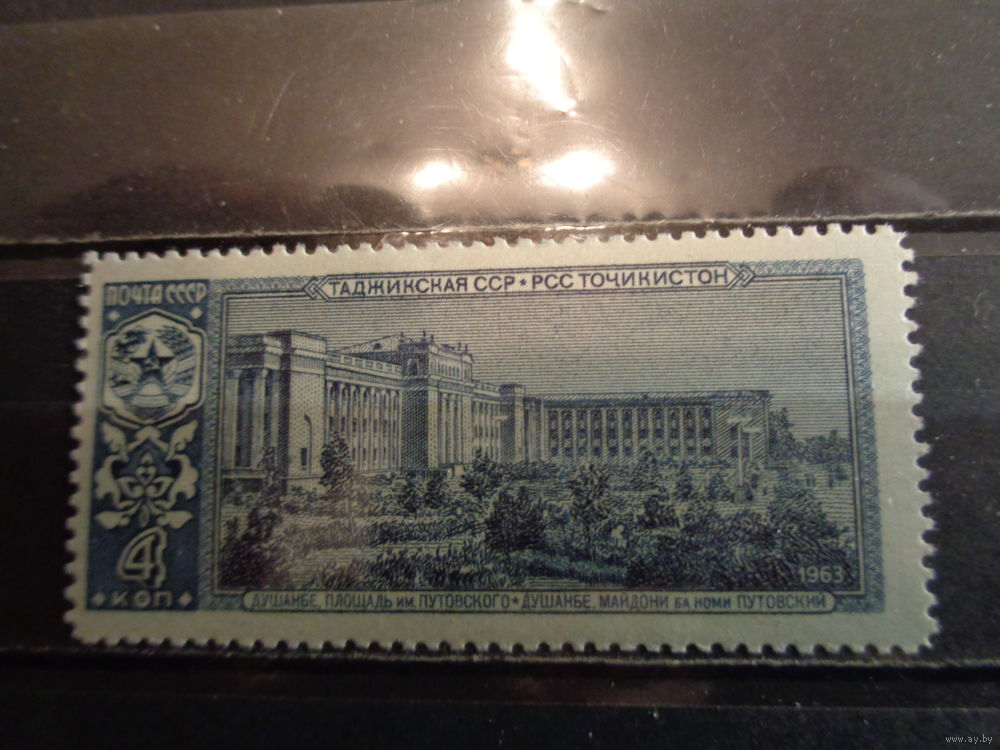 ТАДЖИКСКАЯ ССР ★ РСС ТОЧИКИСТОН
ПОЧТА СССР
4
КОП
1963
ДУШАНБЕ, ПЛОЩАДЬ ИМ. ПУТОВСКОГО ★ ДУШАНБЕ, МАЙДОНИ БА НОМИ ПУТОВСКИЙ
www.ay.by